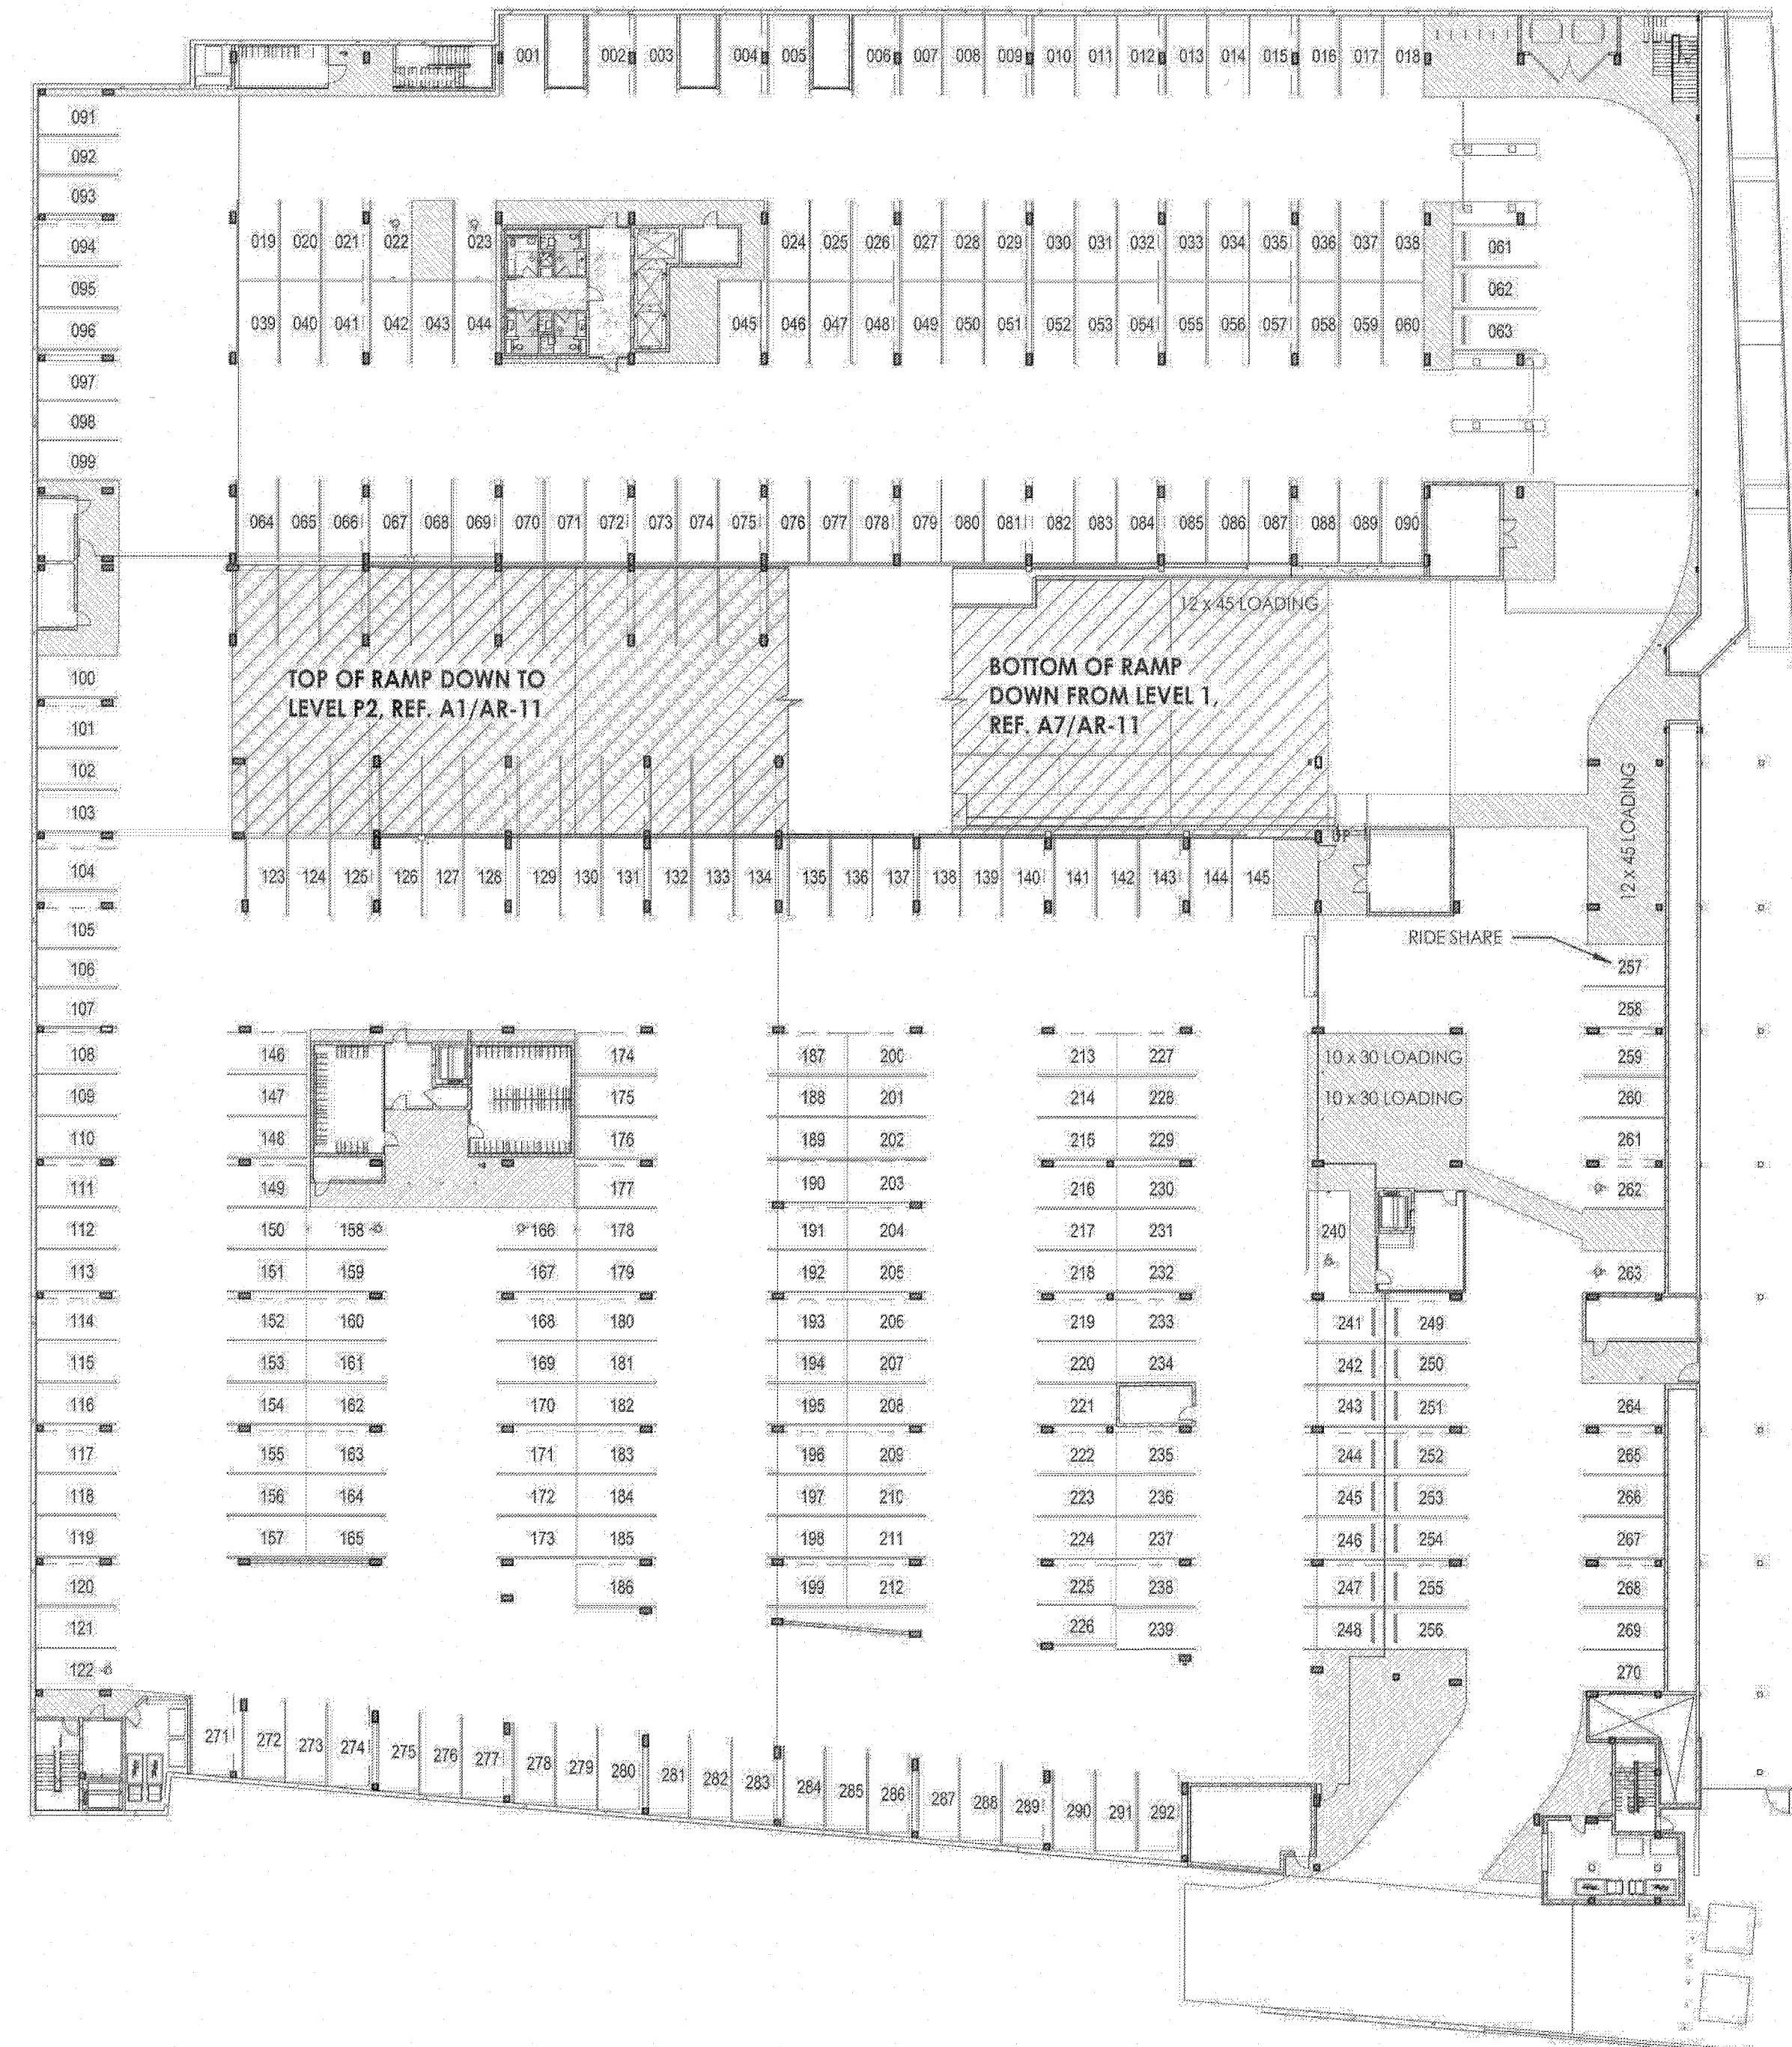 001 002 003 004 005 006 007 008 009 010 011 012 013 014 015 016 017 018
091
092
093
019 020 021 022 023 024 025 026 027 028 029 030 031 032 033 034 035 036 037 038
094
061
095
062
039 040 041 042 043 044 045 046 047 048 049 050 051 052 053 054 055 056 057 058 059 060
096
063
097
098
099
064 065 066 067 068 069 070 071 072 073 074 075 076 077 078 079 080 081 082 083 084 085 086 087 088 089 090
12 x 45 LOADING
TOP OF RAMP DOWN TO
LEVEL P2, REF. A1/AR-11
BOTTOM OF RAMP
DOWN FROM LEVEL 1,
REF. A7/AR-11
100
101
102
103
12 x 45 LOADING
UP
104
123 124 125 126 127 128 129 130 131 132 133 134 135 136 137 138 139 140 141 142 143 144 145
105
RIDE SHARE
106
257
107
258
108 146 174 187 200 213 227 10 x 30 LOADING 259
109 147 175 188 201 214 228 10 x 30 LOADING 260
110 148 176 189 202 215 229 261
111 149 177 190 203 216 230 262
112 150 158 166 178 191 204 217 231 240
113 151 159 167 179 192 205 218 232 263
114 152 160 168 180 193 206 219 233 241 249
115 153 161 169 181 194 207 220 234 242 250
116 154 162 170 182 195 208 221 243 251 264
117 155 163 171 183 196 209 222 235 244 252 265
118 156 164 172 184 197 210 223 236 245 253 266
119 157 165 173 185 198 211 224 237 246 254 267
120 186 199 212 225 238 247 255 268
121 226 239 248 256 269
122 270
271 272 273 274 275 276 277 278 279 280 281 282 283 284 285 286 287 288 289 290 291 292